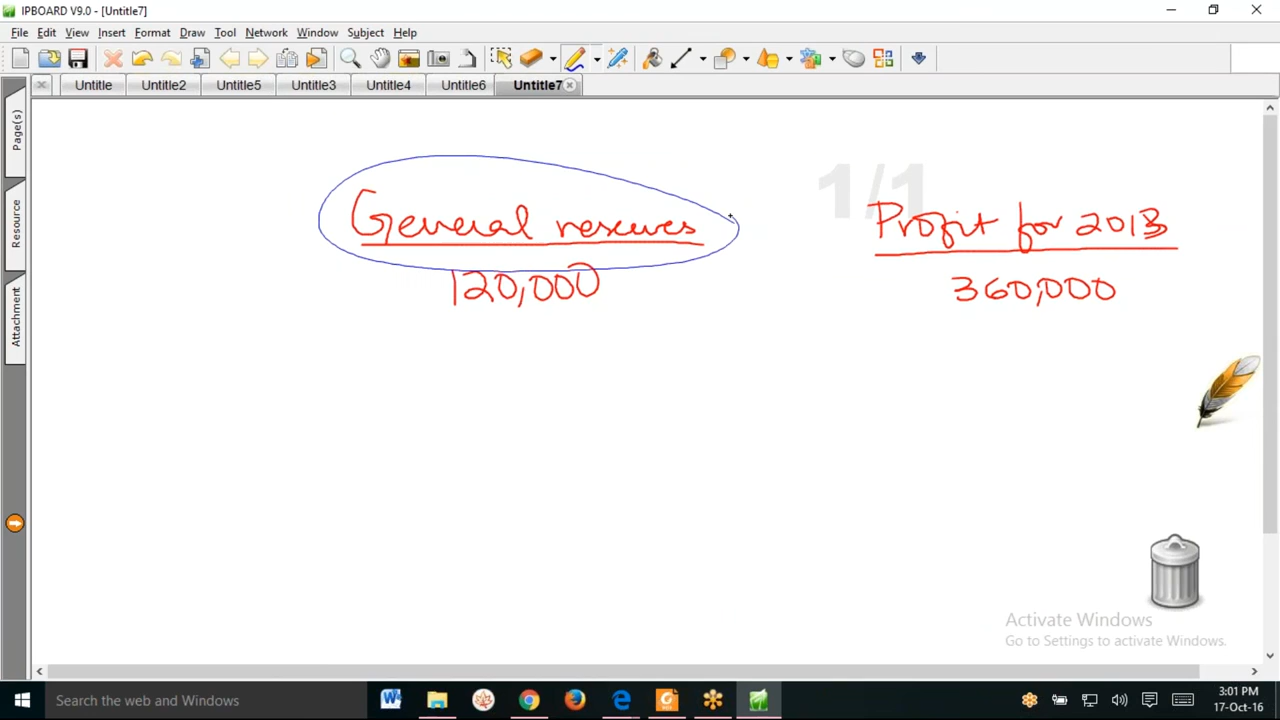 IPBOARD V9.0 - [Untitle7]
File Edit View Insert Format Draw Tool Network Window Subject Help
Untitle Untitle2 Untitle5 Untitle3 Untitle4 Untitle6 Untitle7
Page(s)
Resource
Attachment
1/1
General reserves
120,000
Profit for 2013
360,000
Activate Windows
Go to Settings to activate Windows.
Search the web and Windows
3:01 PM
17-Oct-16